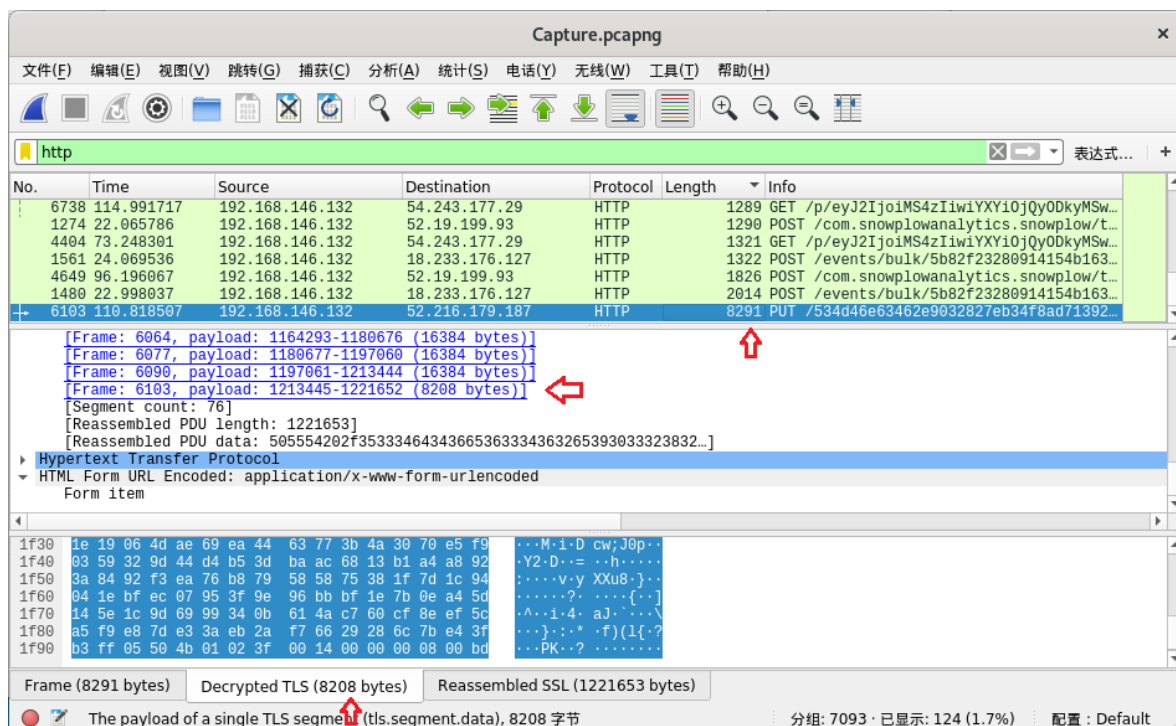 Capture.pcapng ×
文件(F) 编辑(E) 视图(V) 跳转(G) 捕获(C) 分析(A) 统计(S) 电话(Y) 无线(W) 工具(T) 帮助(H)
http 表达式… +
No. Time Source Destination Protocol Length Info
6738 114.991717 192.168.146.132 54.243.177.29 HTTP 1289 GET /p/eyJ2IjoiMS4zIiwiYXYiOjQyODkyMSw…
1274 22.065786 192.168.146.132 52.19.199.93 HTTP 1290 POST /com.snowplowanalytics.snowplow/t…
4404 73.248301 192.168.146.132 54.243.177.29 HTTP 1321 GET /p/eyJ2IjoiMS4zIiwiYXYiOjQyODkyMSw…
1561 24.069536 192.168.146.132 18.233.176.127 HTTP 1322 POST /events/bulk/5b82f23280914154b163…
4649 96.196067 192.168.146.132 52.19.199.93 HTTP 1826 POST /com.snowplowanalytics.snowplow/t…
1480 22.998037 192.168.146.132 18.233.176.127 HTTP 2014 POST /events/bulk/5b82f23280914154b163…
6103 110.818507 192.168.146.132 52.216.179.187 HTTP 8291 PUT /534d46e63462e9032827eb34f8ad71392…
[Frame: 6064, payload: 1164293-1180676 (16384 bytes)]
[Frame: 6077, payload: 1180677-1197060 (16384 bytes)]
[Frame: 6090, payload: 1197061-1213444 (16384 bytes)]
[Frame: 6103, payload: 1213445-1221652 (8208 bytes)]
[Segment count: 76]
[Reassembled PDU length: 1221653]
[Reassembled PDU data: 505554202f35333464343665363334363265393033323832…]
Hypertext Transfer Protocol
HTML Form URL Encoded: application/x-www-form-urlencoded
Form item
1f30 1e 19 06 4d ae 69 ea 44 63 77 3b 4a 30 70 e5 f9 ···M·i·D cw;J0p··
1f40 03 59 32 9d 44 d4 b5 3d ba ac 68 13 b1 a4 a8 92 ·Y2·D··= ··h·····
1f50 3a 84 92 f3 ea 76 b8 79 58 58 75 38 1f 7d 1c 94 :····v·y XXu8·}··
1f60 04 1e bf ec 07 95 3f 9e 96 bb bf 1e 7b 0e a4 5d ······?· ····{··]
1f70 14 5e 1c 9d 69 99 34 0b 61 4a c7 60 cf 8e ef 5c ·^··i·4· aJ·`···\
1f80 a5 f9 e8 7d e3 3a eb 2a f7 66 29 28 6c 7b e4 3f ···}·:·* ·f)(l{·?
1f90 b3 ff 05 50 4b 01 02 3f 00 14 00 00 00 08 00 bd ···PK··? ········
Frame (8291 bytes) Decrypted TLS (8208 bytes) Reassembled SSL (1221653 bytes)
The payload of a single TLS segment (tls.segment.data), 8208 字节 分组: 7093 · 已显示: 124 (1.7%) 配置：Default